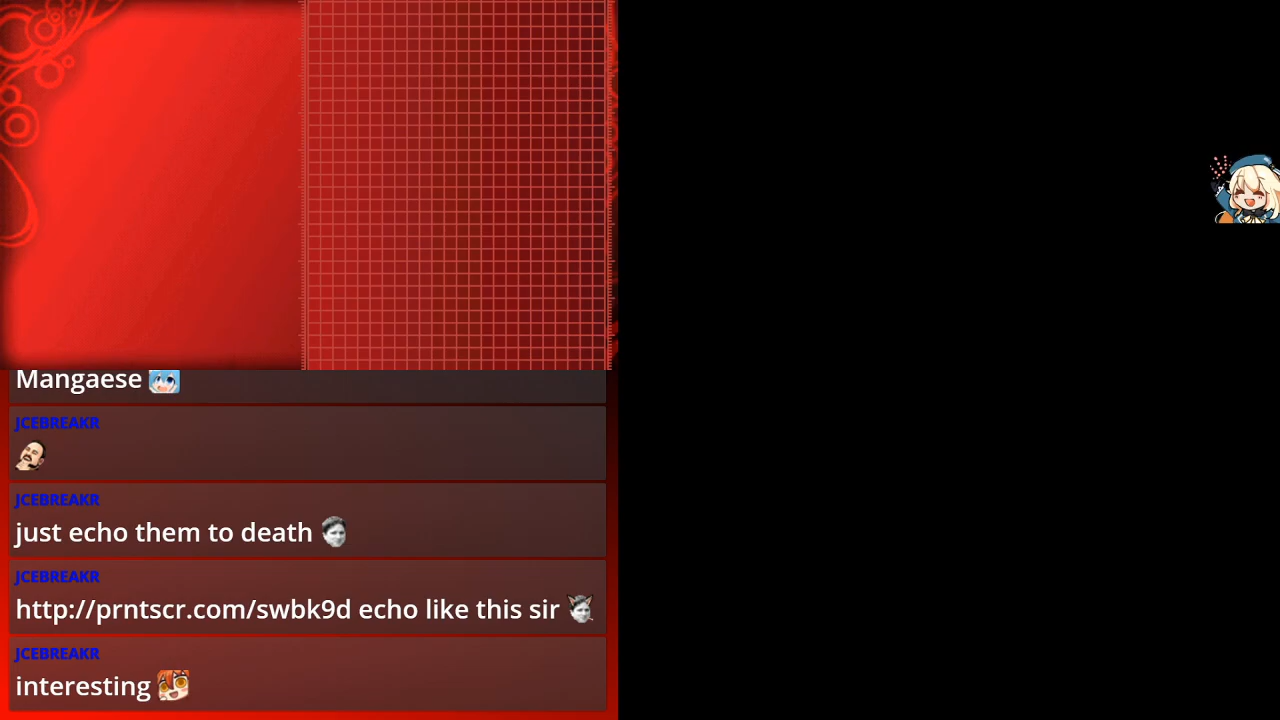 Mangaese
JCEBREAKR
JCEBREAKR
just echo them to death
JCEBREAKR
http://prntscr.com/swbk9d echo like this sir
JCEBREAKR
interesting